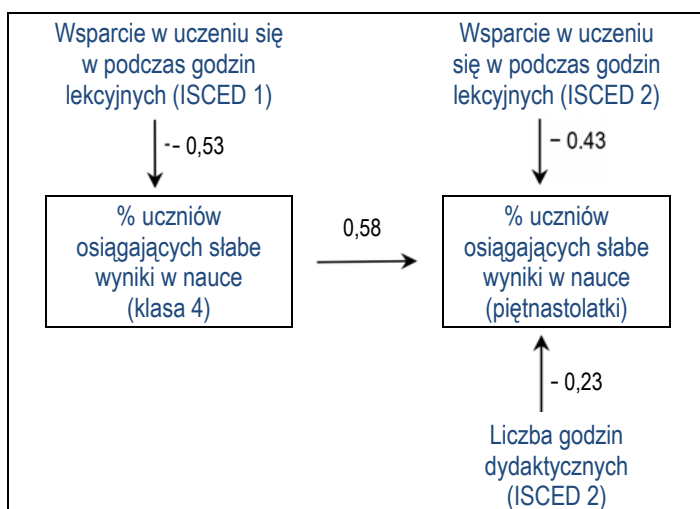 Wsparcie w uczeniu się
w podczas godzin
lekcyjnych (ISCED 1)
Wsparcie w uczeniu
się w podczas godzin
lekcyjnych (ISCED 2)
-- 0,53
– 0.43
% uczniów
osiągających słabe
wyniki w nauce
(klasa 4)
0,58
% uczniów
osiągających słabe
wyniki w nauce
(piętnastolatki)
– 0,23
Liczba godzin
dydaktycznych
(ISCED 2)